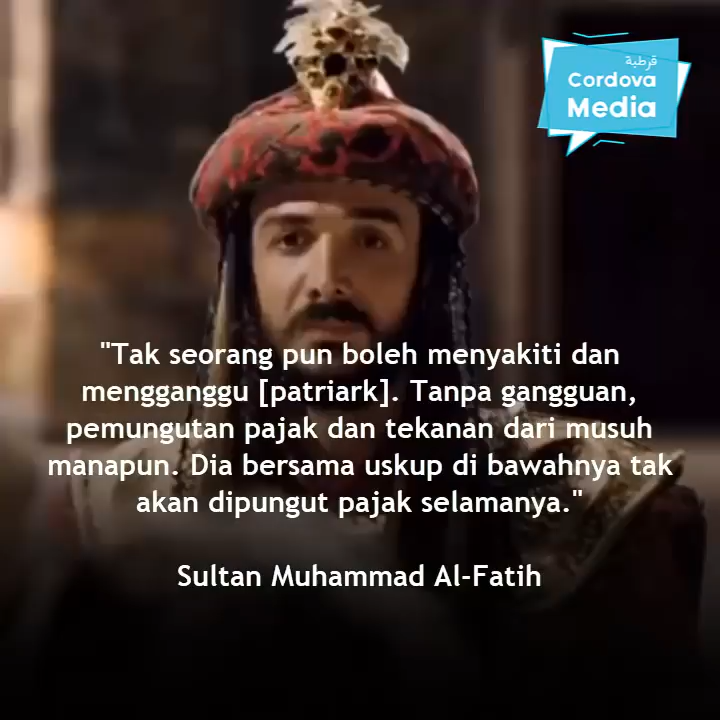 قرطبة
Cordova
Media
"Tak seorang pun boleh menyakiti dan
mengganggu [patriark]. Tanpa gangguan,
pemungutan pajak dan tekanan dari musuh
manapun. Dia bersama uskup di bawahnya tak
akan dipungut pajak selamanya."
Sultan Muhammad Al-Fatih